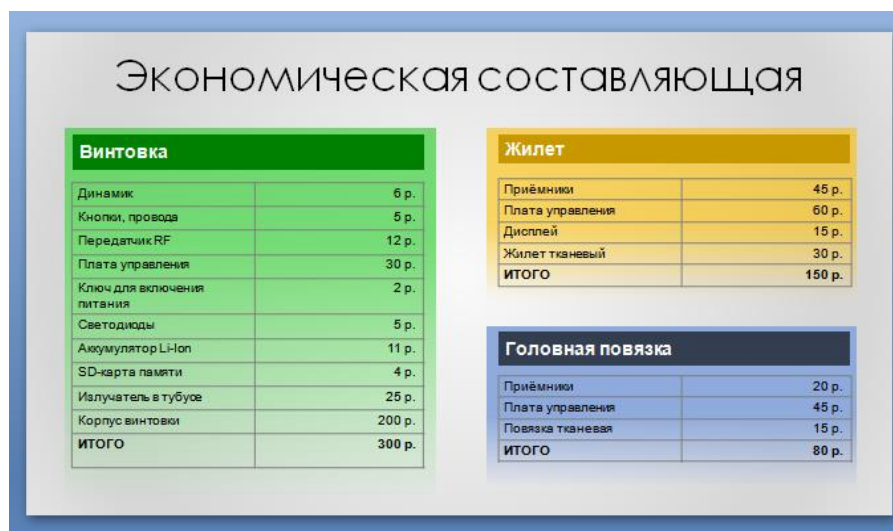 Экономическая составляющая
Винтовка
Динамик 6 р.
Кнопки, провода 5 р.
Передатчик RF 12 р.
Плата управления 30 р.
Ключ для включения 2 р.
питания
Светодиоды 5 р.
Аккумулятор Li-Ion 11 р.
SD-карта памяти 4 р.
Излучатель в тубусе 25 р.
Корпус винтовки 200 р.
ИТОГО 300 р.
Жилет
Приёмники 45 р.
Плата управления 60 р.
Дисплей 15 р.
Жилет тканевый 30 р.
ИТОГО 150 р.
Головная повязка
Приёмники 20 р.
Плата управления 45 р.
Повязка тканевая 15 р.
ИТОГО 80 р.